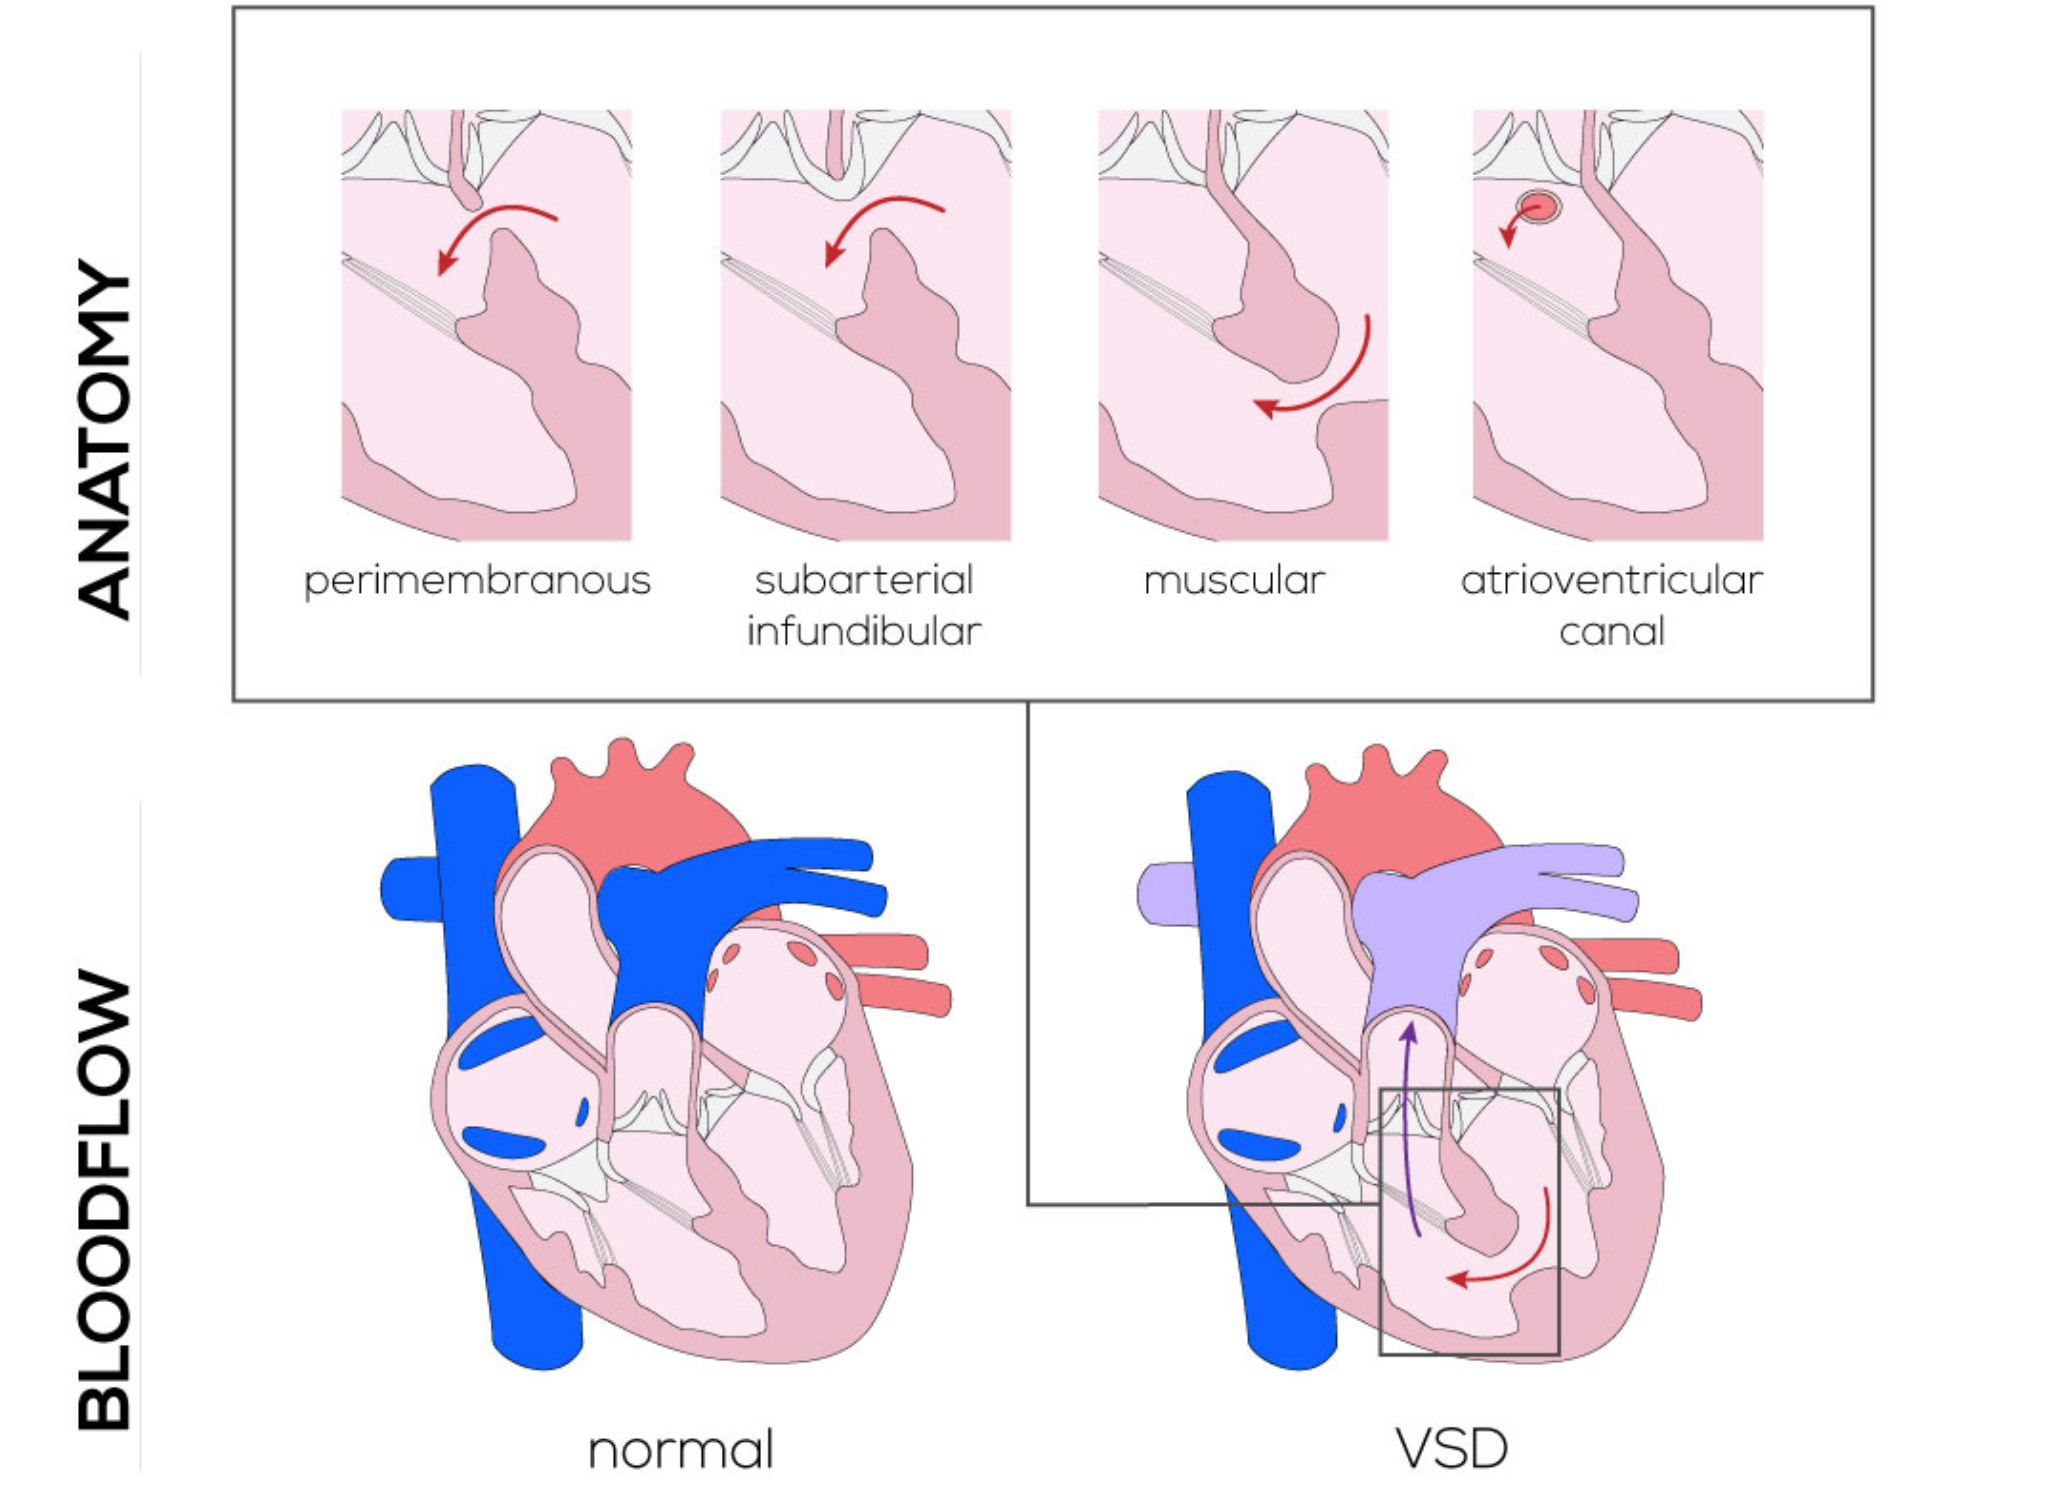 ANATOMY
perimembranous
subarterial
infundibular
muscular
atrioventricular
canal
BLOODFLOW
normal
VSD